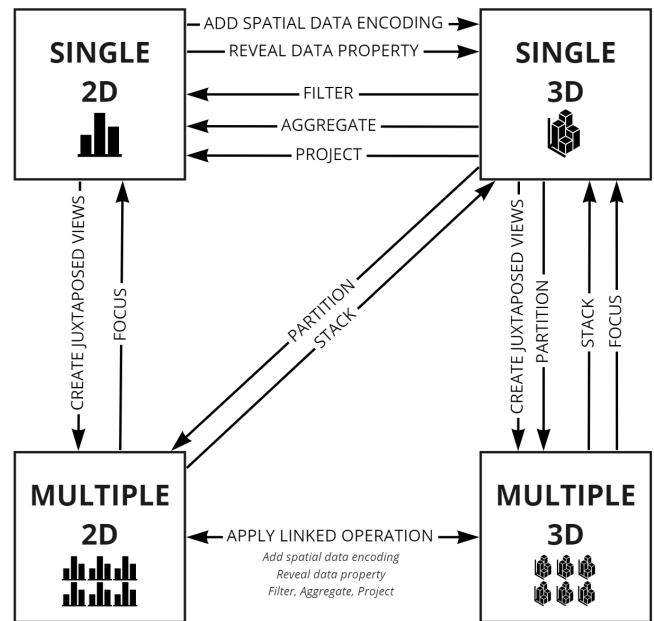 SINGLE
2D
ADD SPATIAL DATA ENCODING
REVEAL DATA PROPERTY
FILTER
AGGREGATE
PROJECT
SINGLE
3D
CREATE JUXTAPOSED VIEWS
FOCUS
PARTITION
STACK
CREATE JUXTAPOSED VIEWS
PARTITION
STACK
FOCUS
MULTIPLE
2D
APPLY LINKED OPERATION
Add spatial data encoding
Reveal data property
Filter, Aggregate, Project
MULTIPLE
3D